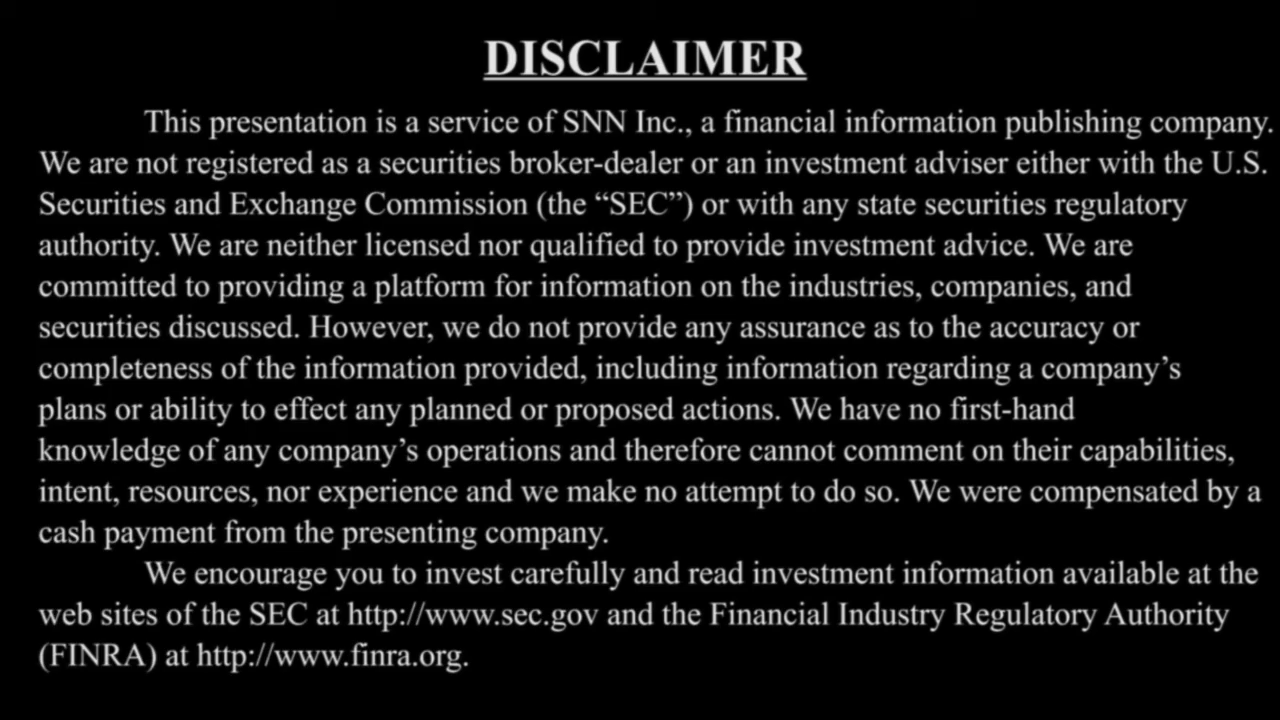 DISCLAIMER
This presentation is a service of SNN Inc., a financial information publishing company.
We are not registered as a securities broker-dealer or an investment adviser either with the U.S.
Securities and Exchange Commission (the “SEC”) or with any state securities regulatory
authority. We are neither licensed nor qualified to provide investment advice. We are
committed to providing a platform for information on the industries, companies, and
securities discussed. However, we do not provide any assurance as to the accuracy or
completeness of the information provided, including information regarding a company’s
plans or ability to effect any planned or proposed actions. We have no first-hand
knowledge of any company’s operations and therefore cannot comment on their capabilities,
intent, resources, nor experience and we make no attempt to do so. We were compensated by a
cash payment from the presenting company.
We encourage you to invest carefully and read investment information available at the
web sites of the SEC at http://www.sec.gov and the Financial Industry Regulatory Authority
(FINRA) at http://www.finra.org.